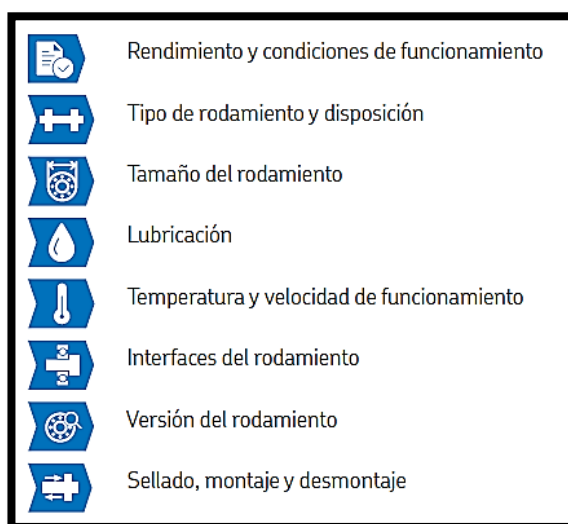 Rendimiento y condiciones de funcionamiento
Tipo de rodamiento y disposición
Tamaño del rodamiento
Lubricación
Temperatura y velocidad de funcionamiento
Interfaces del rodamiento
Versión del rodamiento
Sellado, montaje y desmontaje